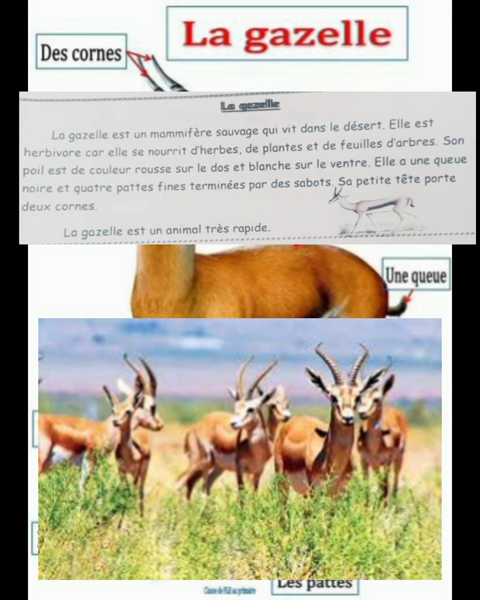 La gazelle
Des cornes
La gazelle
La gazelle est un mammifère sauvage qui vit dans le désert. Elle est
herbivore car elle se nourrit d'herbes, de plantes et de feuilles d'arbres. Son
poil est de couleur rousse sur le dos et blanche sur le ventre. Elle a une queue
noire et quatre pattes fines terminées par des sabots. Sa petite tête porte
deux cornes.
La gazelle est un animal très rapide.
Une queue
Les pattes